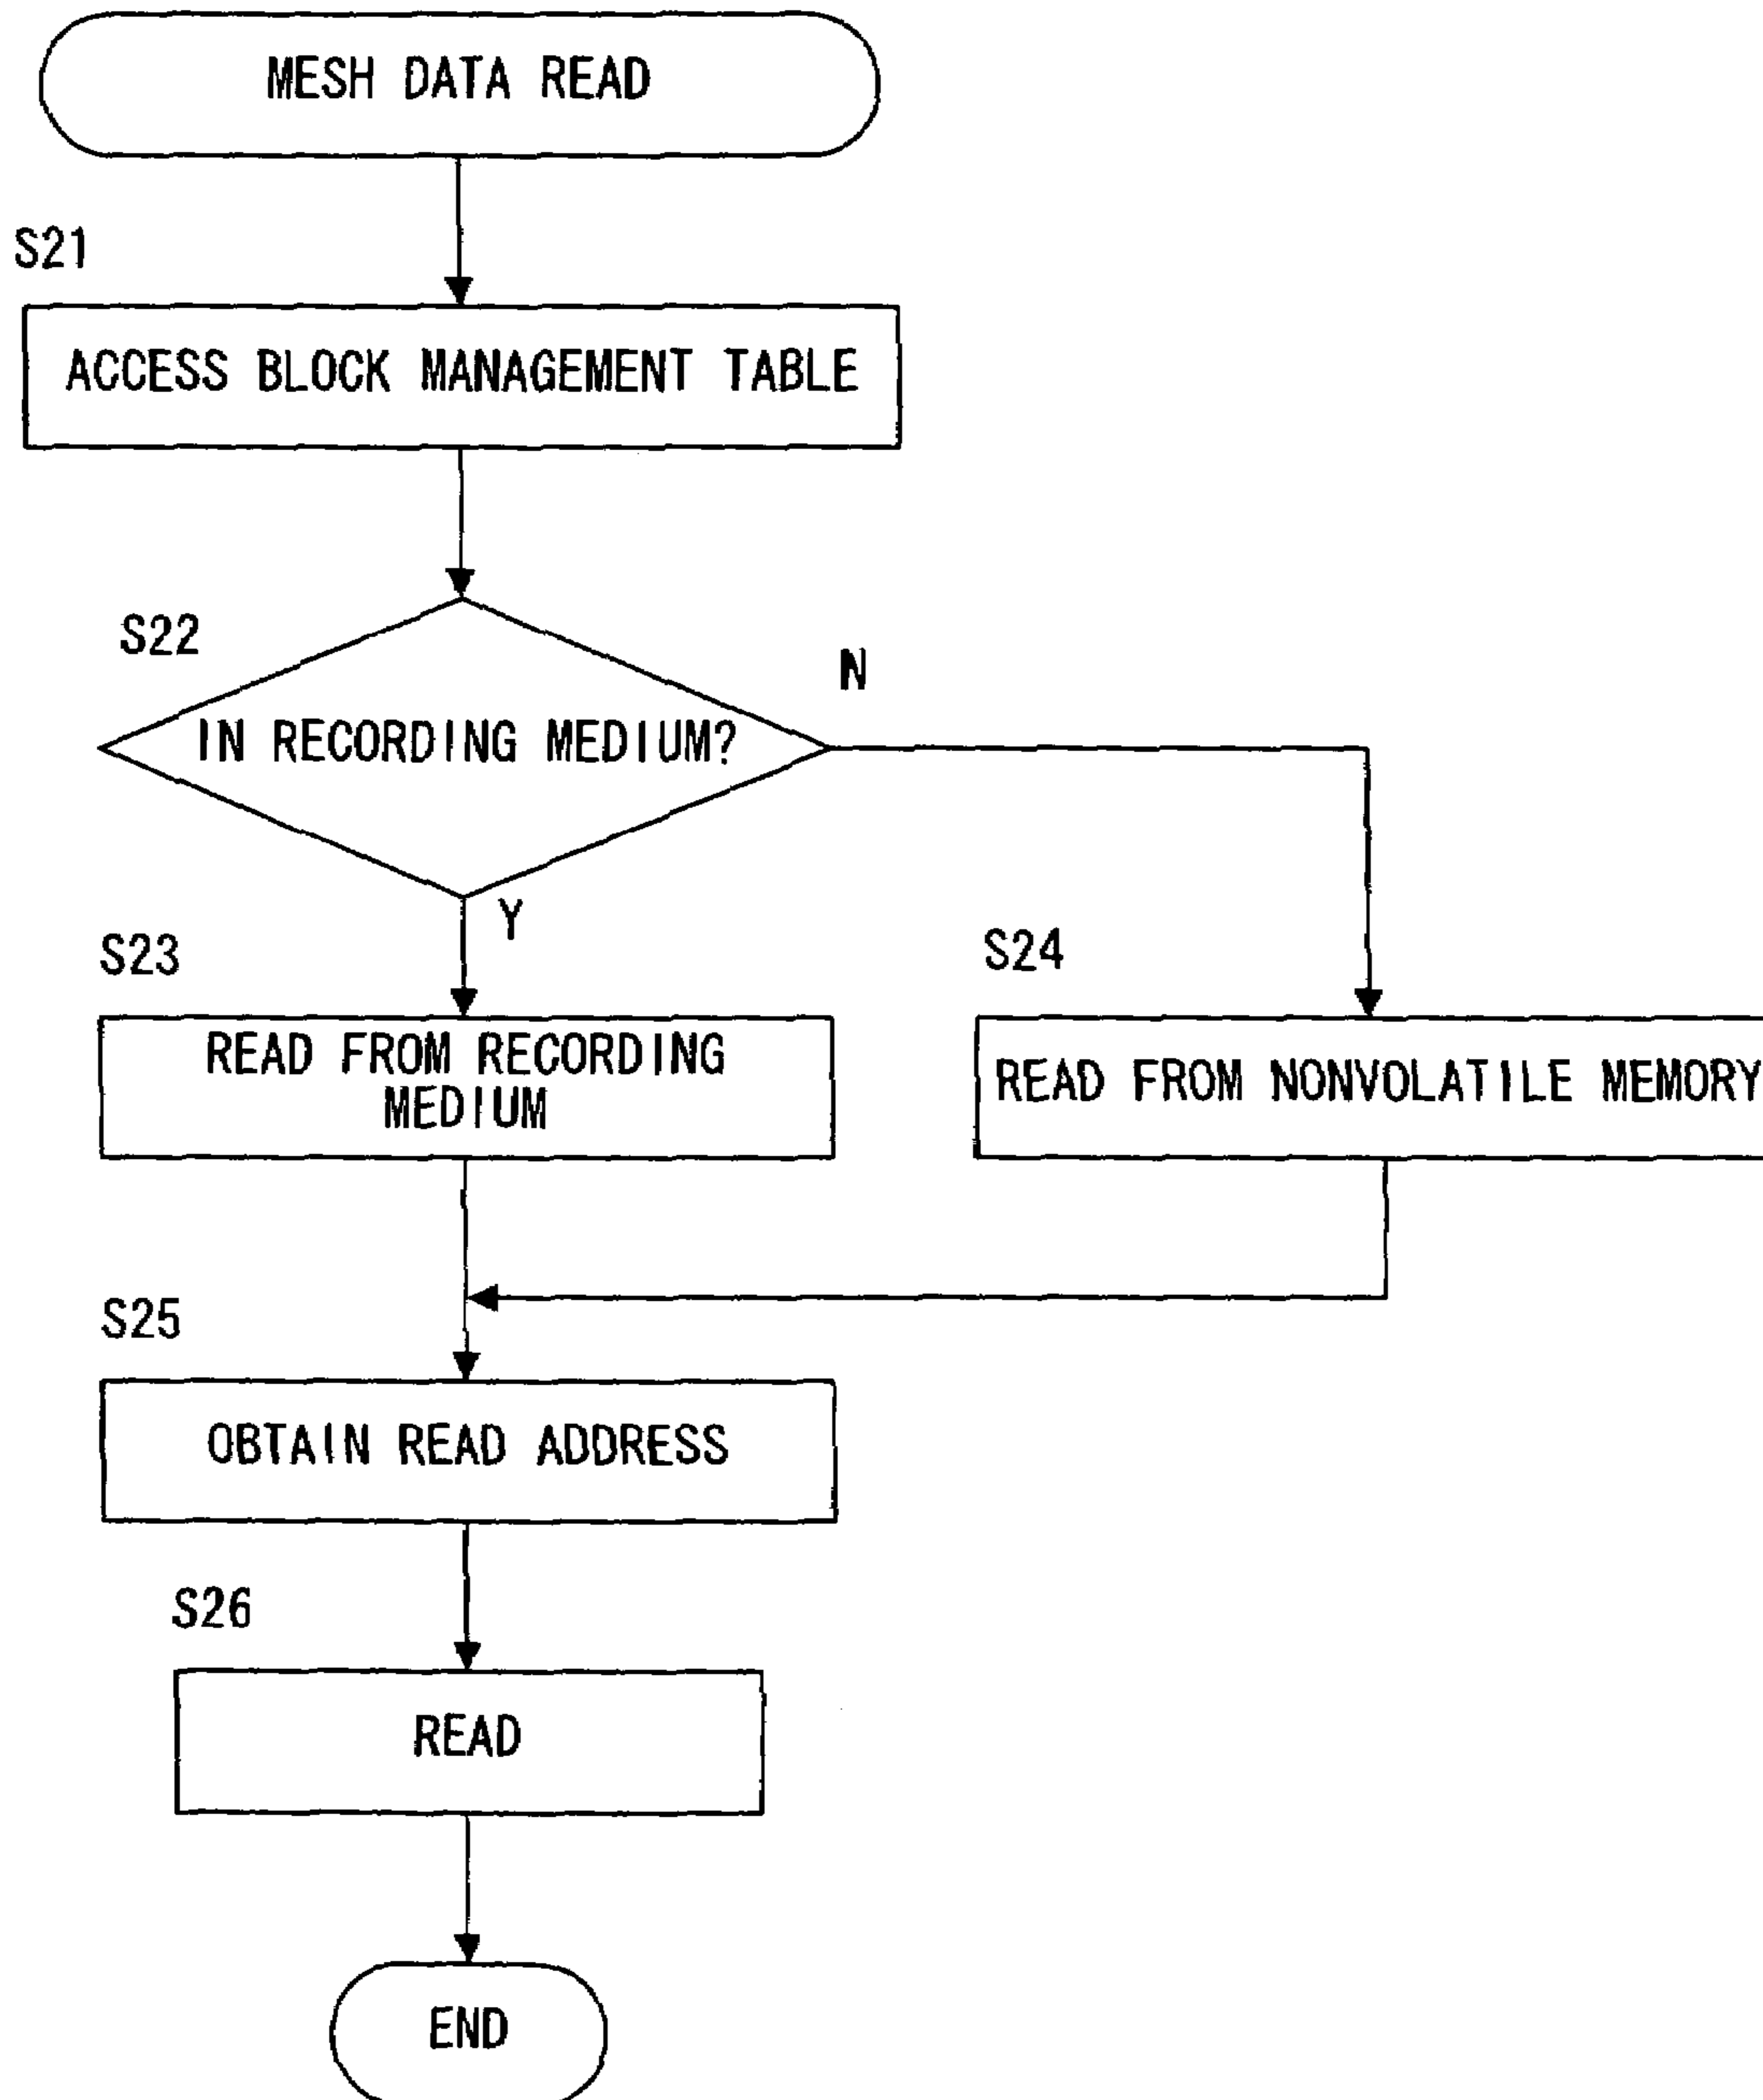 MESH DATA READ
S21
ACCESS BLOCK MANAGEMENT TABLE
S22
N
IN RECORDING MEDIUM?
Y
S23
S24
READ FROM RECORDING
MEDIUM
READ FROM NONVOLATILE MEMORY
S25
OBTAIN READ ADDRESS
S26
READ
END